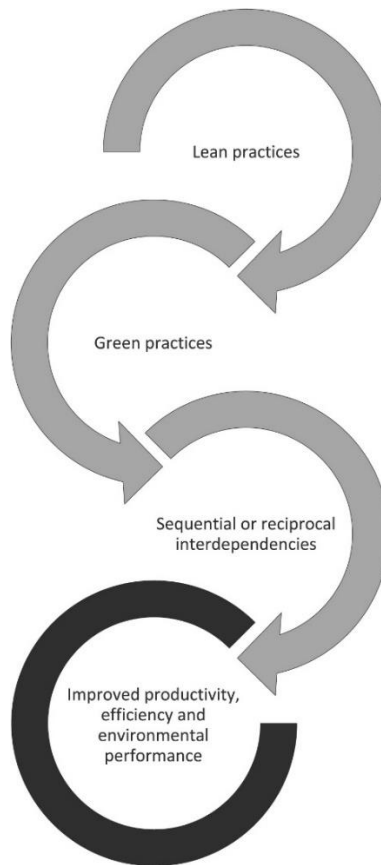 Lean practices
Green practices
Sequential or reciprocal
interdependencies
Improved productivity,
efficiency and
environmental
performance